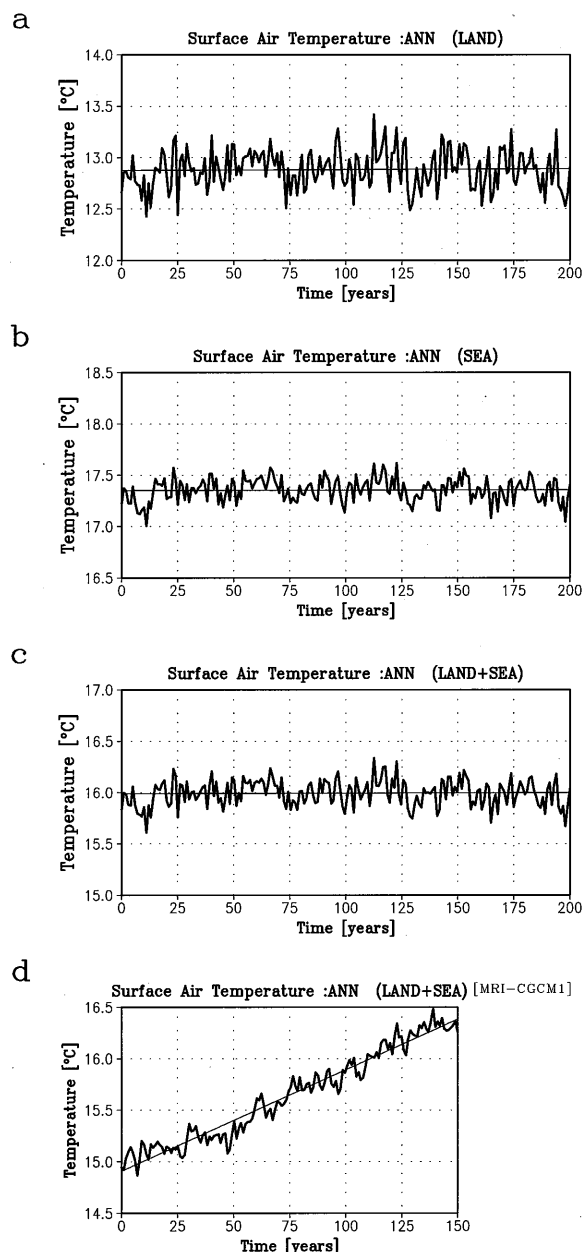 a
Surface Air Temperature :ANN (LAND)
Temperature [°C]
14.0
13.5
13.0
12.5
12.0
0 25 50 75 100 125 150 175 200
Time [years]
b
Surface Air Temperature :ANN (SEA)
Temperature [°C]
18.5
18.0
17.5
17.0
16.5
0 25 50 75 100 125 150 175 200
Time [years]
c
Surface Air Temperature :ANN (LAND+SEA)
Temperature [°C]
17.0
16.5
16.0
15.5
15.0
0 25 50 75 100 125 150 175 200
Time [years]
d
Surface Air Temperature :ANN (LAND+SEA) [MRI-CGCM1]
Temperature [°C]
16.5
16.0
15.5
15.0
14.5
0 25 50 75 100 125 150
Time [years]